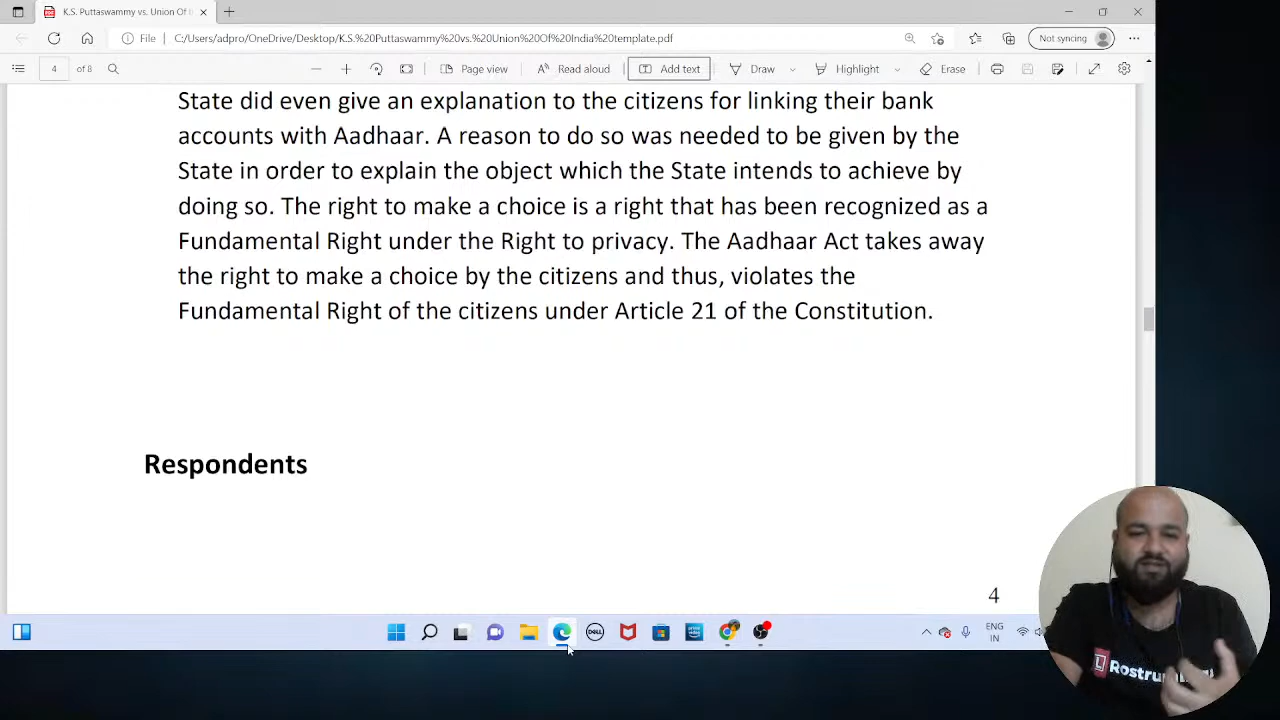 K.S. Puttaswammy vs. Union Of I
File
C:/Users/adpro/OneDrive/Desktop/K.S.%20Puttaswammy%20vs.%20Union%20Of%20India%20template.pdf
Not syncing
4 of 8
Page view
Read aloud
Add text
Draw
Highlight
Erase
State did even give an explanation to the citizens for linking their bank
accounts with Aadhaar. A reason to do so was needed to be given by the
State in order to explain the object which the State intends to achieve by
doing so. The right to make a choice is a right that has been recognized as a
Fundamental Right under the Right to privacy. The Aadhaar Act takes away
the right to make a choice by the citizens and thus, violates the
Fundamental Right of the citizens under Article 21 of the Constitution.
Respondents
4
DELL
ENG
IN